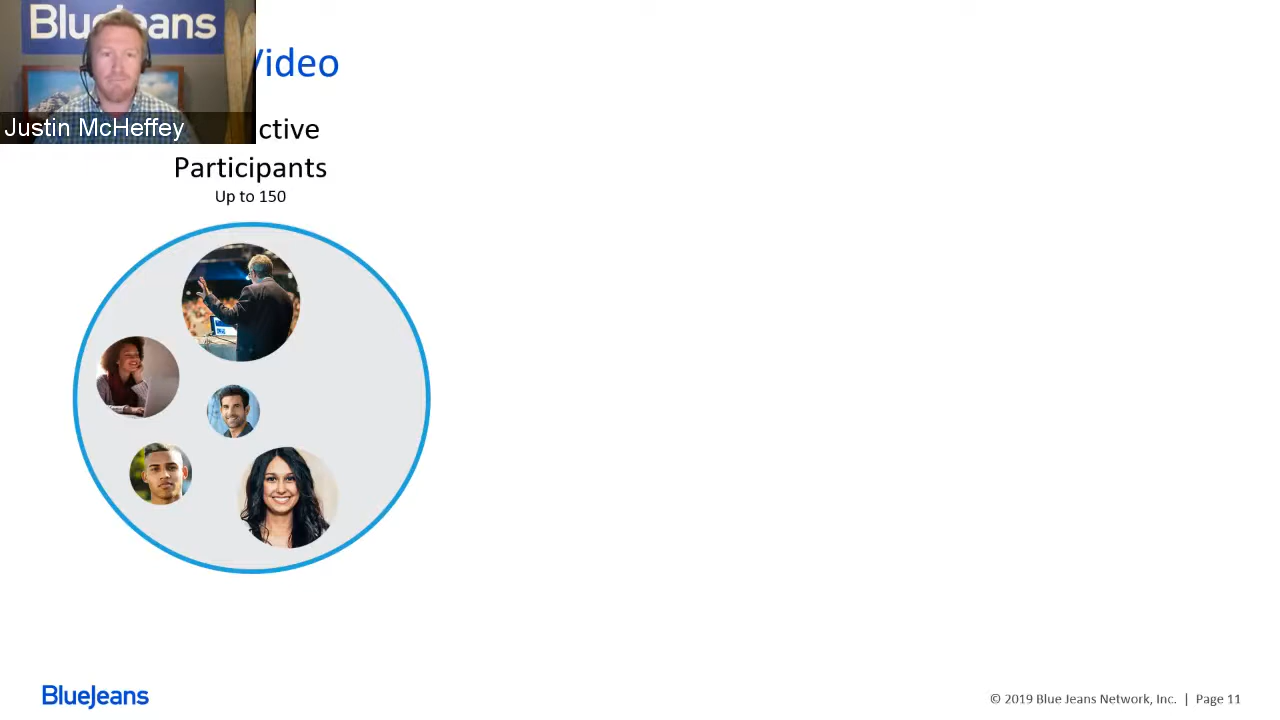 BlueJeans
Video
Justin McHeffey
ctive
Participants
Up to 150
BlueJeans
© 2019 Blue Jeans Network, Inc. | Page 11